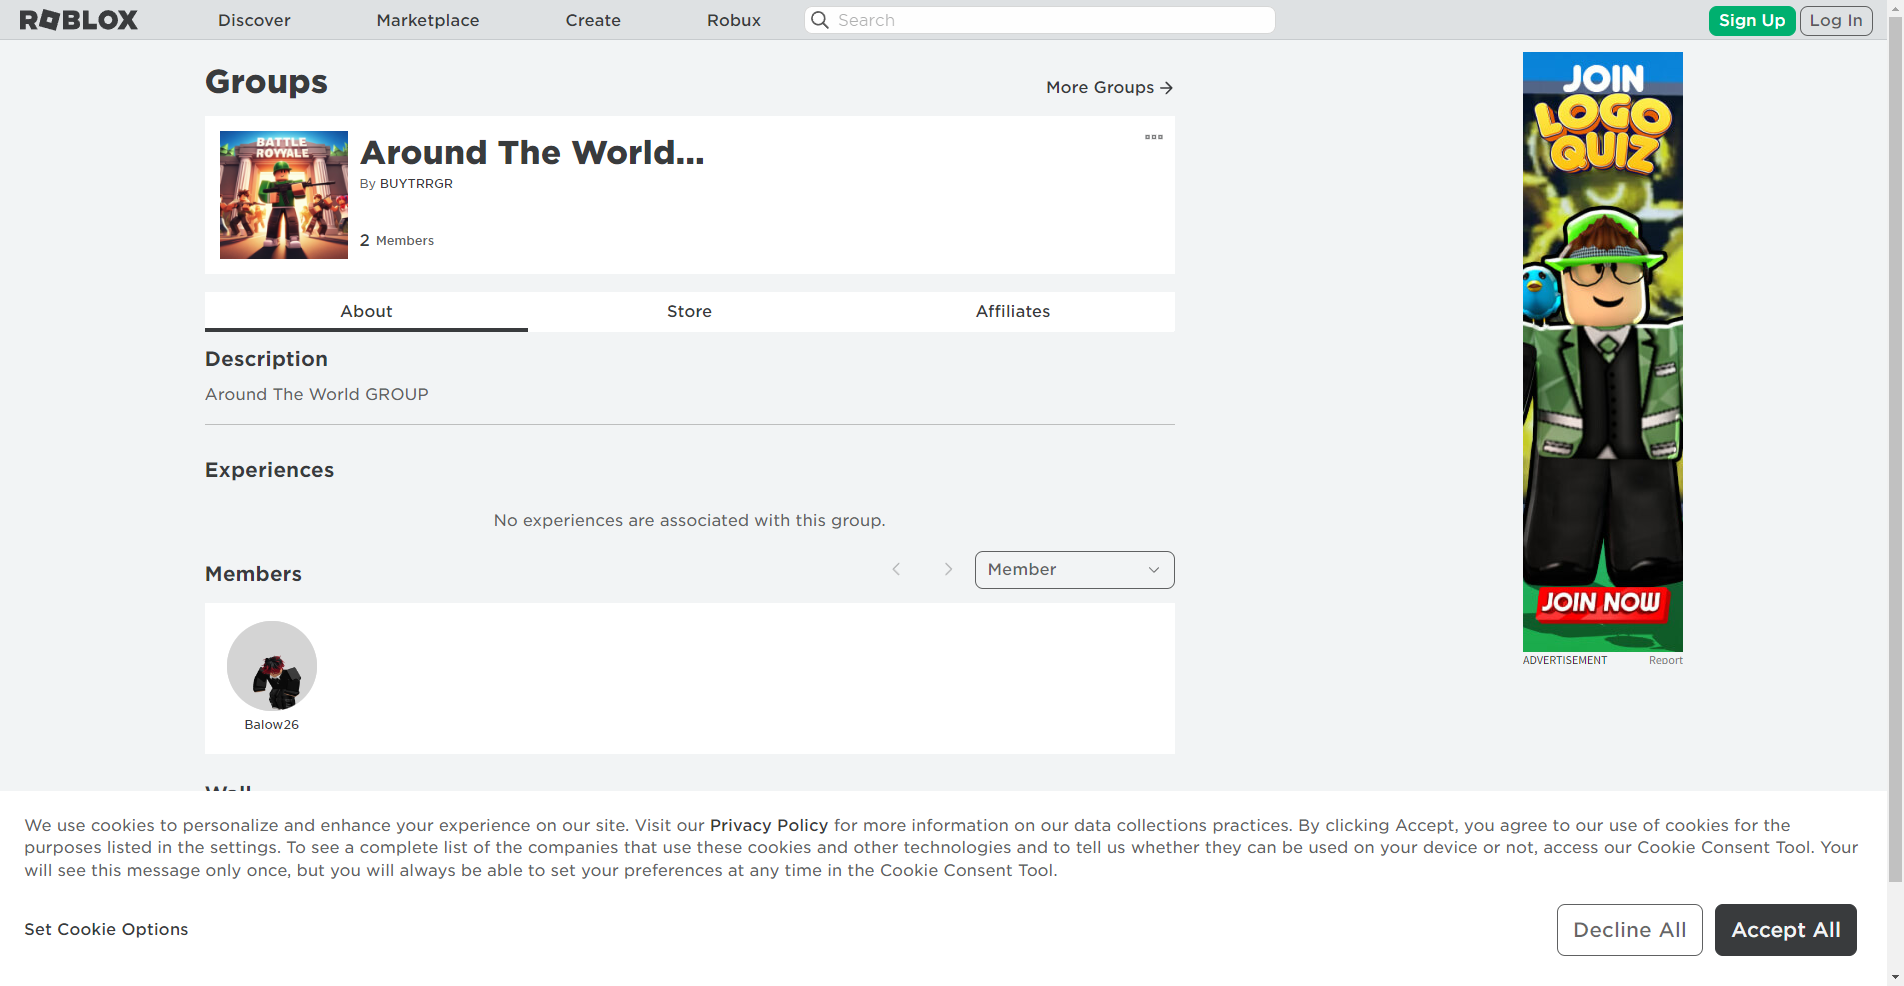 ROBLOX Discover Marketplace Create Robux Search Sign Up Log In
Groups
More Groups
BATTLE
ROYVALE
Around The World...
By BUYTRRGR
2 Members
About Store Affiliates
Description
Around The World GROUP
Experiences
No experiences are associated with this group.
Members
Member
Balow26
Wall
JOIN
LOGO
QUIZ
JOIN NOW
ADVERTISEMENT Report
We use cookies to personalize and enhance your experience on our site. Visit our Privacy Policy for more information on our data collections practices. By clicking Accept, you agree to our use of cookies for the
purposes listed in the settings. To see a complete list of the companies that use these cookies and other technologies and to tell us whether they can be used on your device or not, access our Cookie Consent Tool. Your
will see this message only once, but you will always be able to set your preferences at any time in the Cookie Consent Tool.
Set Cookie Options
Decline All
Accept All